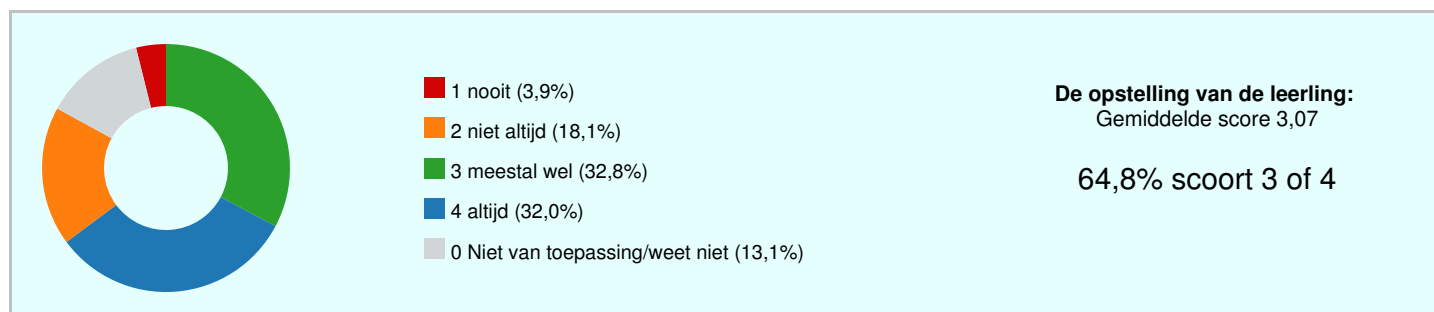 1 nooit (3,9%)
2 niet altijd (18,1%)
3 meestal wel (32,8%)
4 altijd (32,0%)
0 Niet van toepassing/weet niet (13,1%)
De opstelling van de leerling:
Gemiddelde score 3,07
64,8% scoort 3 of 4